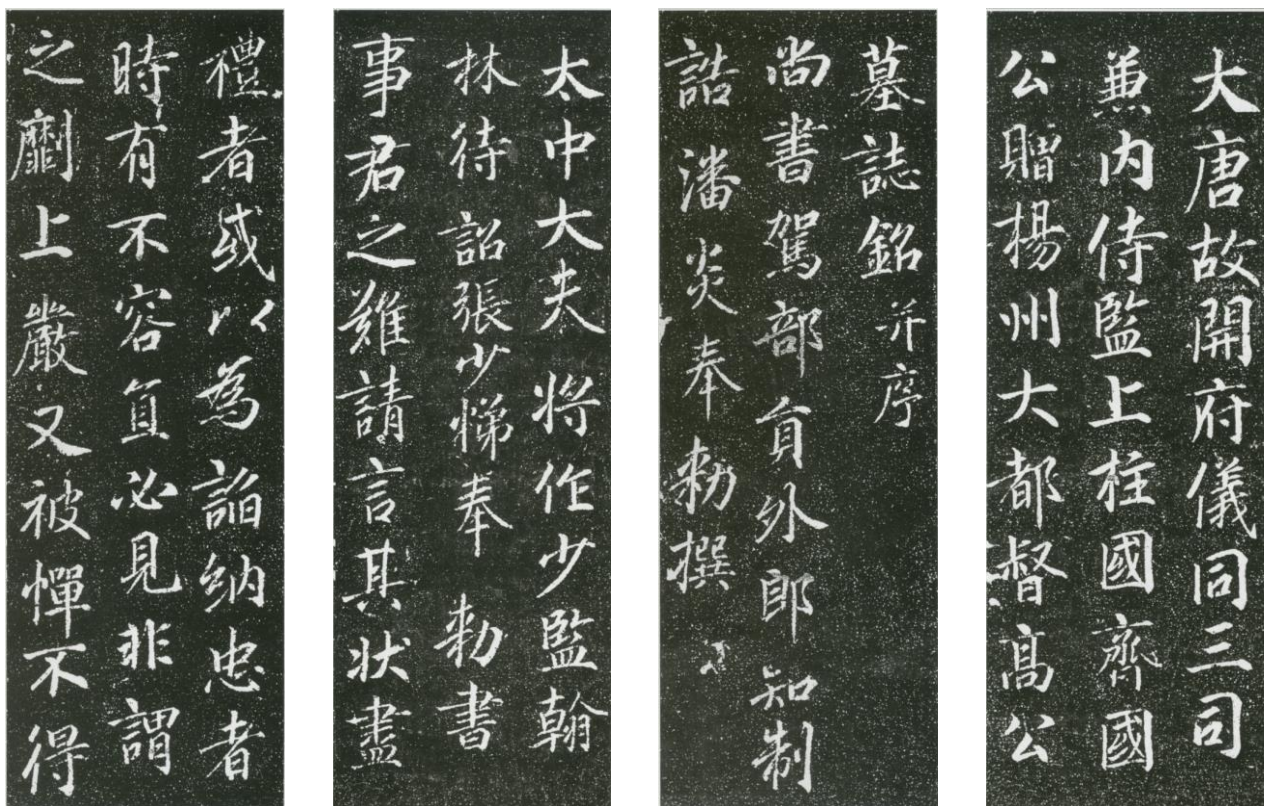 大唐故開府儀同三司
兼内侍監上柱國齊國
公贈楊州大都督高公
墓誌銘并序
尚書駕部員外郎知制
誥潘炎奉勑撰
太中大夫將作少監翰
林待詔張少悌奉勑書
事君之難請言其狀盡
禮者或以為諂納忠者
時有不容直必見非謂
之劘上嚴又被憚不得